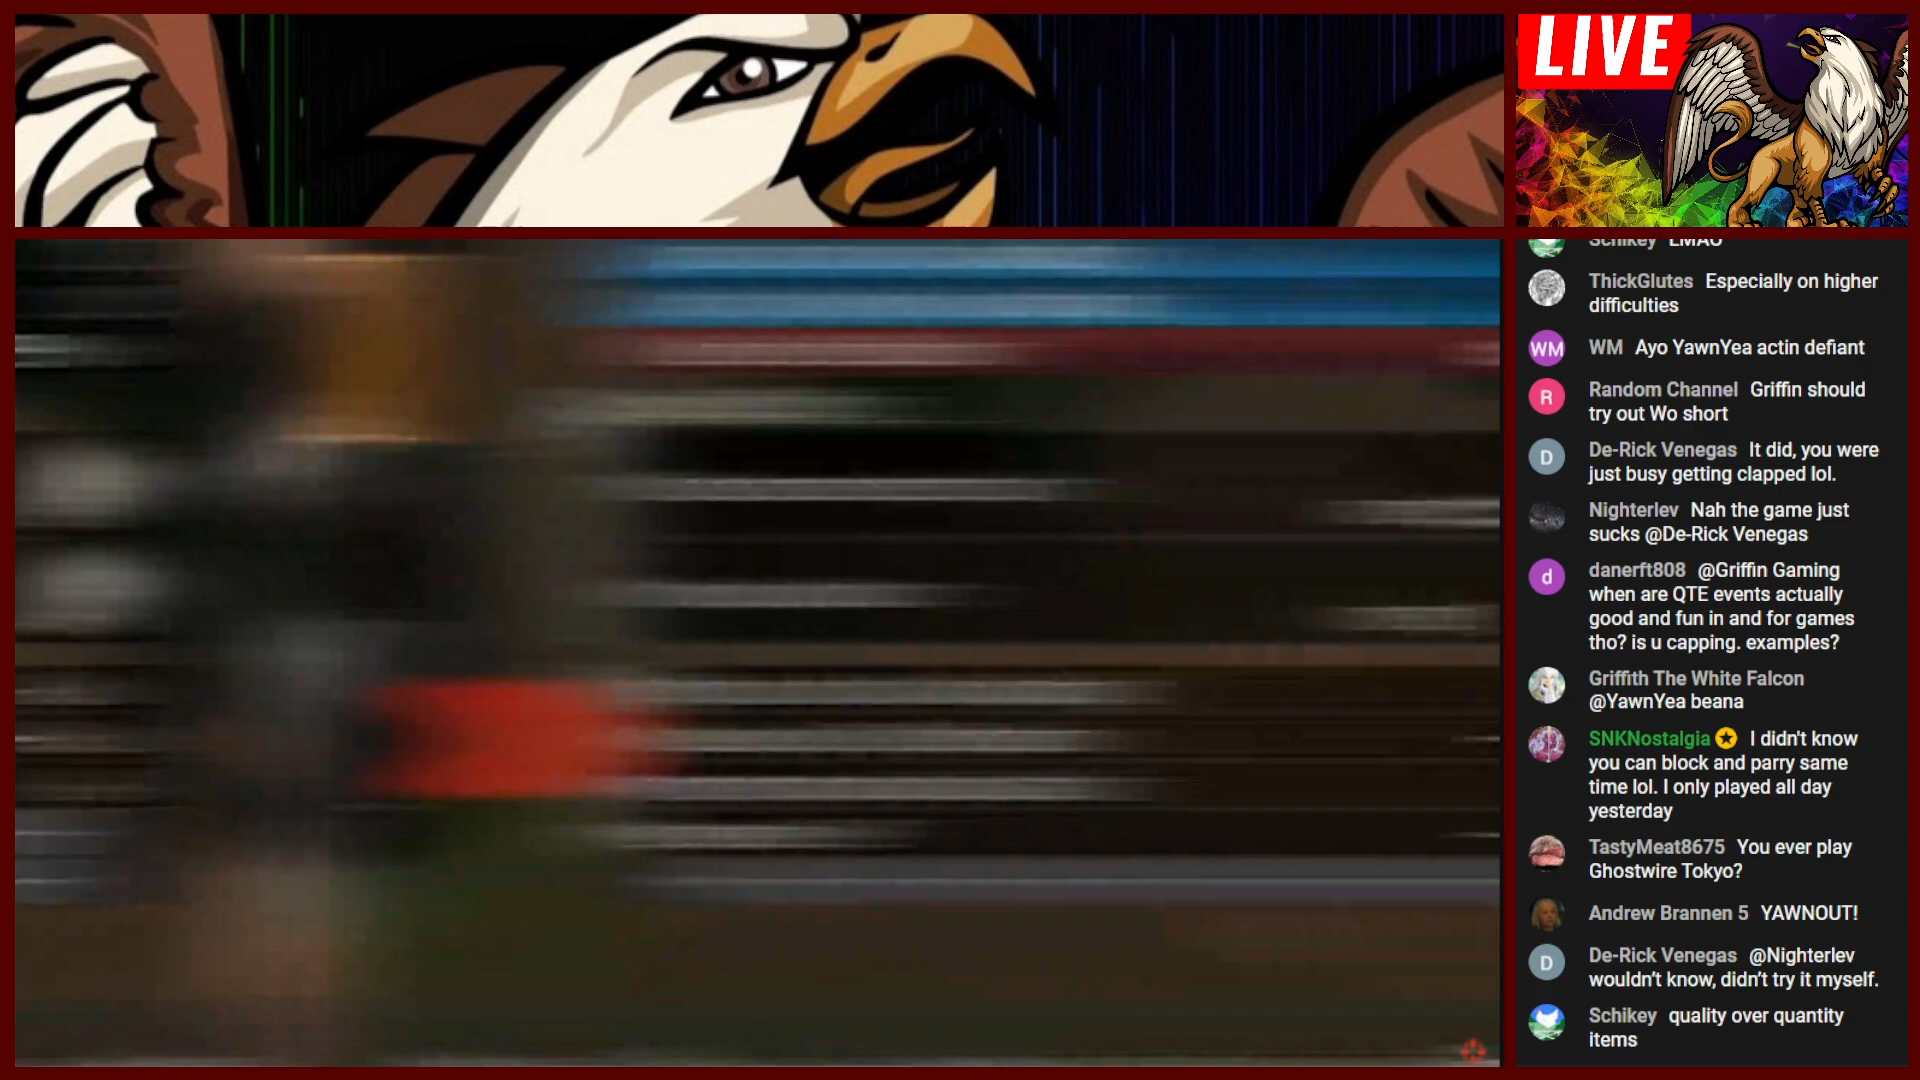 LIVE
Schikey LMAO
ThickGlutes Especially on higher
difficulties
WM WM Ayo YawnYea actin defiant
R Random Channel Griffin should
try out Wo short
D De-Rick Venegas It did, you were
just busy getting clapped lol.
Nighterlev Nah the game just
sucks @De-Rick Venegas
d danerft808 @Griffin Gaming
when are QTE events actually
good and fun in and for games
tho? is u capping. examples?
Griffith The White Falcon
@YawnYea beana
SNKNostalgia I didn't know
you can block and parry same
time lol. I only played all day
yesterday
TastyMeat8675 You ever play
Ghostwire Tokyo?
Andrew Brannen 5 YAWNOUT!
D De-Rick Venegas @Nighterlev
wouldn't know, didn't try it myself.
Schikey quality over quantity
items